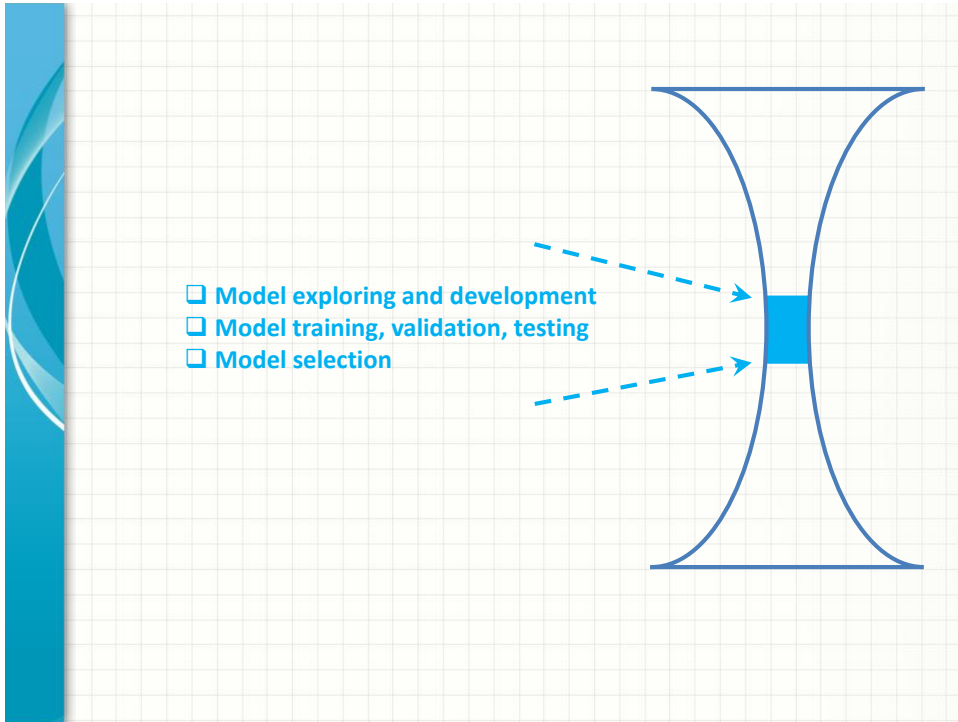 ❑ Model exploring and development
❑ Model training, validation, testing
❑ Model selection